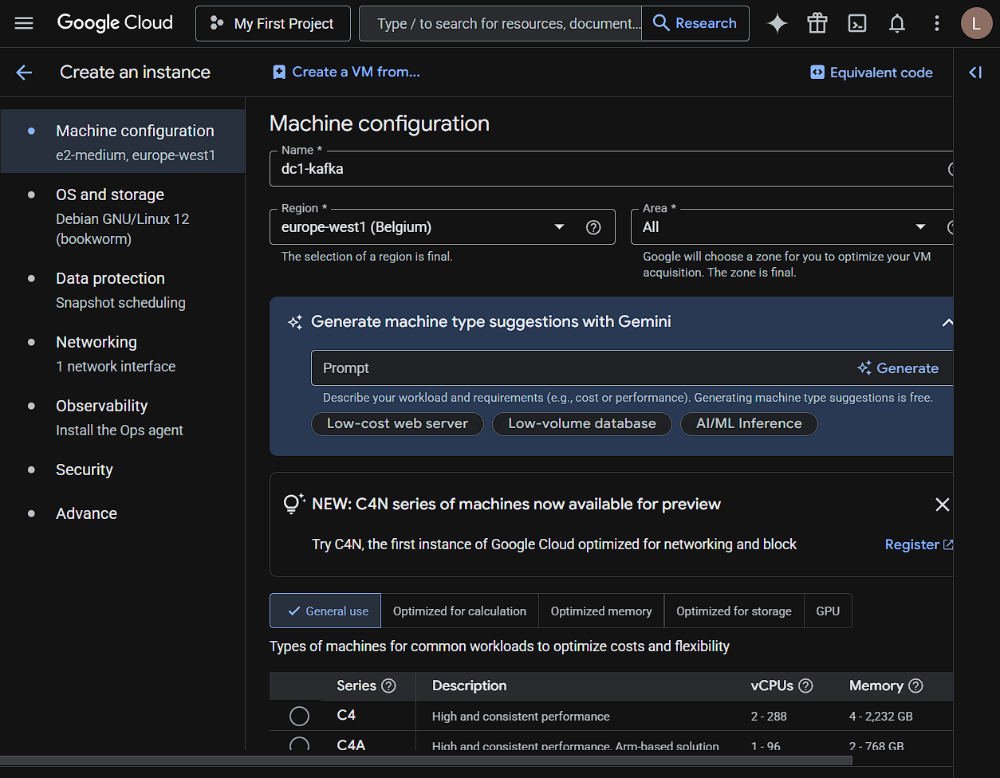 Google Cloud
My First Project
Type / to search for resources, document...
Research
L
Create an instance
Create a VM from...
Equivalent code
Machine configuration
e2-medium, europe-west1
OS and storage
Debian GNU/Linux 12
(bookworm)
Data protection
Snapshot scheduling
Networking
1 network interface
Observability
Install the Ops agent
Security
Advance
Machine configuration
Name *
dc1-kafka
Region *
europe-west1 (Belgium)
The selection of a region is final.
Area *
All
Google will choose a zone for you to optimize your VM
acquisition. The zone is final.
Generate machine type suggestions with Gemini
Prompt
Generate
Describe your workload and requirements (e.g., cost or performance). Generating machine type suggestions is free.
Low-cost web server
Low-volume database
AI/ML Inference
NEW: C4N series of machines now available for preview
Try C4N, the first instance of Google Cloud optimized for networking and block
Register
General use
Optimized for calculation
Optimized memory
Optimized for storage
GPU
Types of machines for common workloads to optimize costs and flexibility
Series Description vCPUs Memory
C4 High and consistent performance 2 - 288 4 - 2,232 GB
C4A High and consistent performance. Arm-based solution 1 - 96 2 - 768 GB